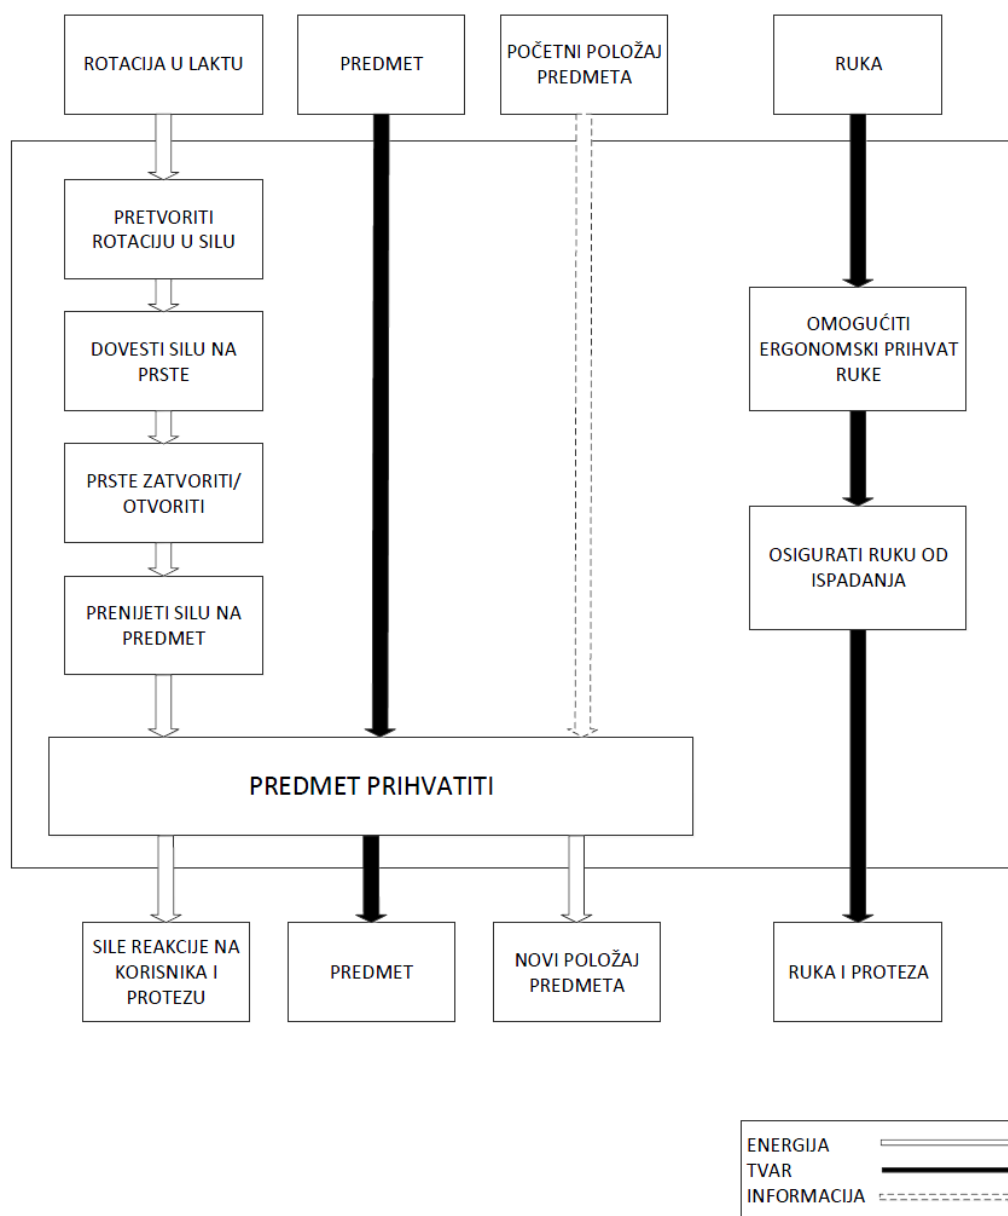 ROTACIJA U LAKTU
PREDMET
POČETNI POLOŽAJ
PREDMETA
RUKA
PRETVORITI
ROTACIJU U SILU
DOVESTI SILU NA
PRSTE
PRSTE ZATVORITI/
OTVORITI
PRENIJETI SILU NA
PREDMET
OMOGUĆITI
ERGONOMSKI PRIHVAT
RUKE
OSIGURATI RUKU OD
ISPADANJA
PREDMET PRIHVATITI
SILE REAKCIJE NA
KORISNIKA I
PROTEZU
PREDMET
NOVI POLOŽAJ
PREDMETA
RUKA I PROTEZA
ENERGIJA
TVAR
INFORMACIJA